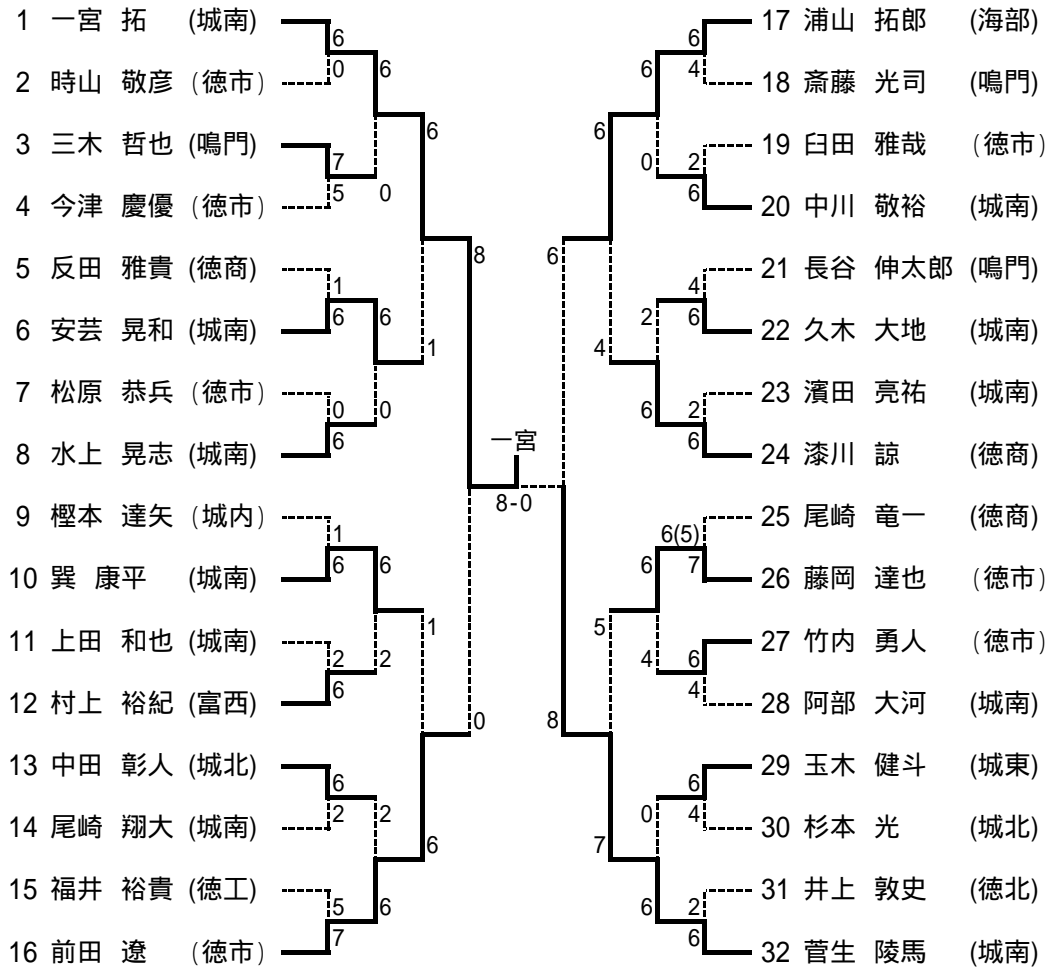 1 一宮 拓 (城南)
6
0
2 時山 敬彦 (徳市)
6
3 三木 哲也 (鳴門)
7
5
0
4 今津 慶優 (徳市)
6
5 反田 雅貴 (徳商)
1
6
6 安芸 晃和 (城南)
6
7 松原 恭兵 (徳市)
0
6
0
8 水上 晃志 (城南)
1
8
9 樫本 達矢 (城内)
1
6
10 巽 康平 (城南)
6
11 上田 和也 (城南)
2
6
2
12 村上 裕紀 (富西)
1
13 中田 彰人 (城北)
6
2
14 尾崎 翔大 (城南)
2
15 福井 裕貴 (徳工)
5
7
6
16 前田 遼 (徳市)
6
0
一宮
8-0
17 浦山 拓郎 (海部)
6
4
18 斎藤 光司 (鳴門)
6
19 臼田 雅哉 (徳市)
2
6
0
20 中川 敬裕 (城南)
6
21 長谷 伸太郎 (鳴門)
4
6
22 久木 大地 (城南)
2
23 濱田 亮祐 (城南)
2
6
6
24 漆川 諒 (徳商)
4
6
25 尾崎 竜一 (徳商)
6(5)
7
26 藤岡 達也 (徳市)
6
27 竹内 勇人 (徳市)
6
4
4
28 阿部 大河 (城南)
5
29 玉木 健斗 (城東)
6
4
30 杉本 光 (城北)
0
31 井上 敦史 (徳北)
2
6
6
32 菅生 陵馬 (城南)
7
8